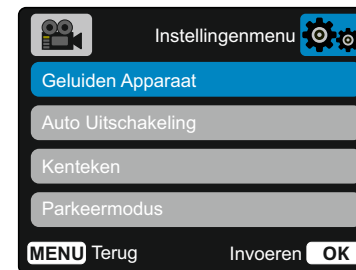 Instellingenmenu
Geluiden Apparaat
Auto Uitschakeling
Kenteken
Parkeermodus
MENU Terug Invoeren OK